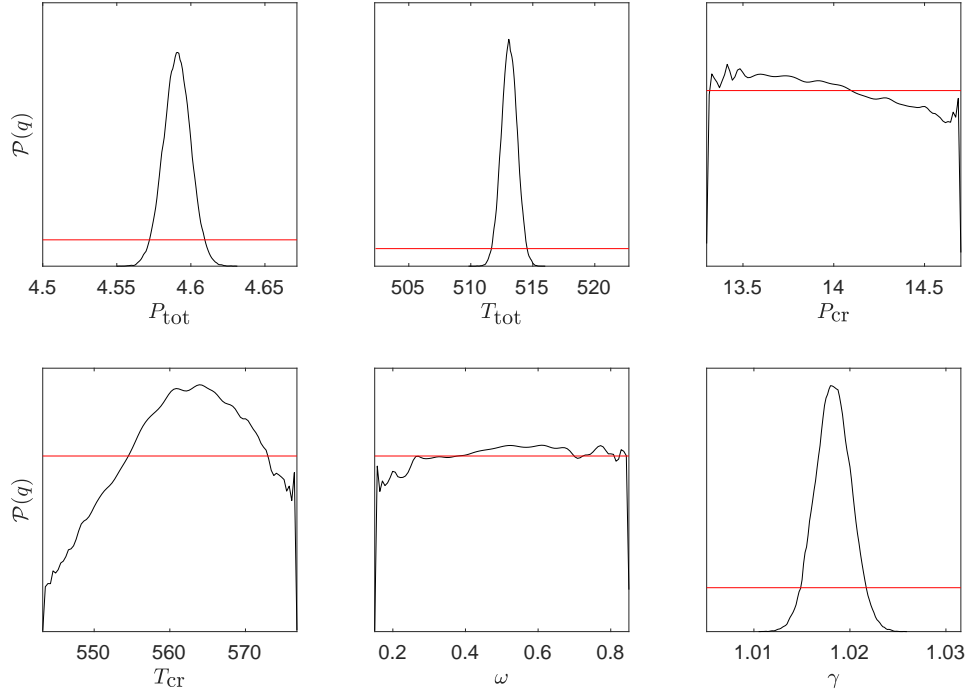 𝒫(q)
4.5 4.55 4.6 4.65
P_tot
505 510 515 520
T_tot
13.5 14 14.5
P_cr
𝒫(q)
550 560 570
T_cr
0.2 0.4 0.6 0.8
ω
1.01 1.02 1.03
γ